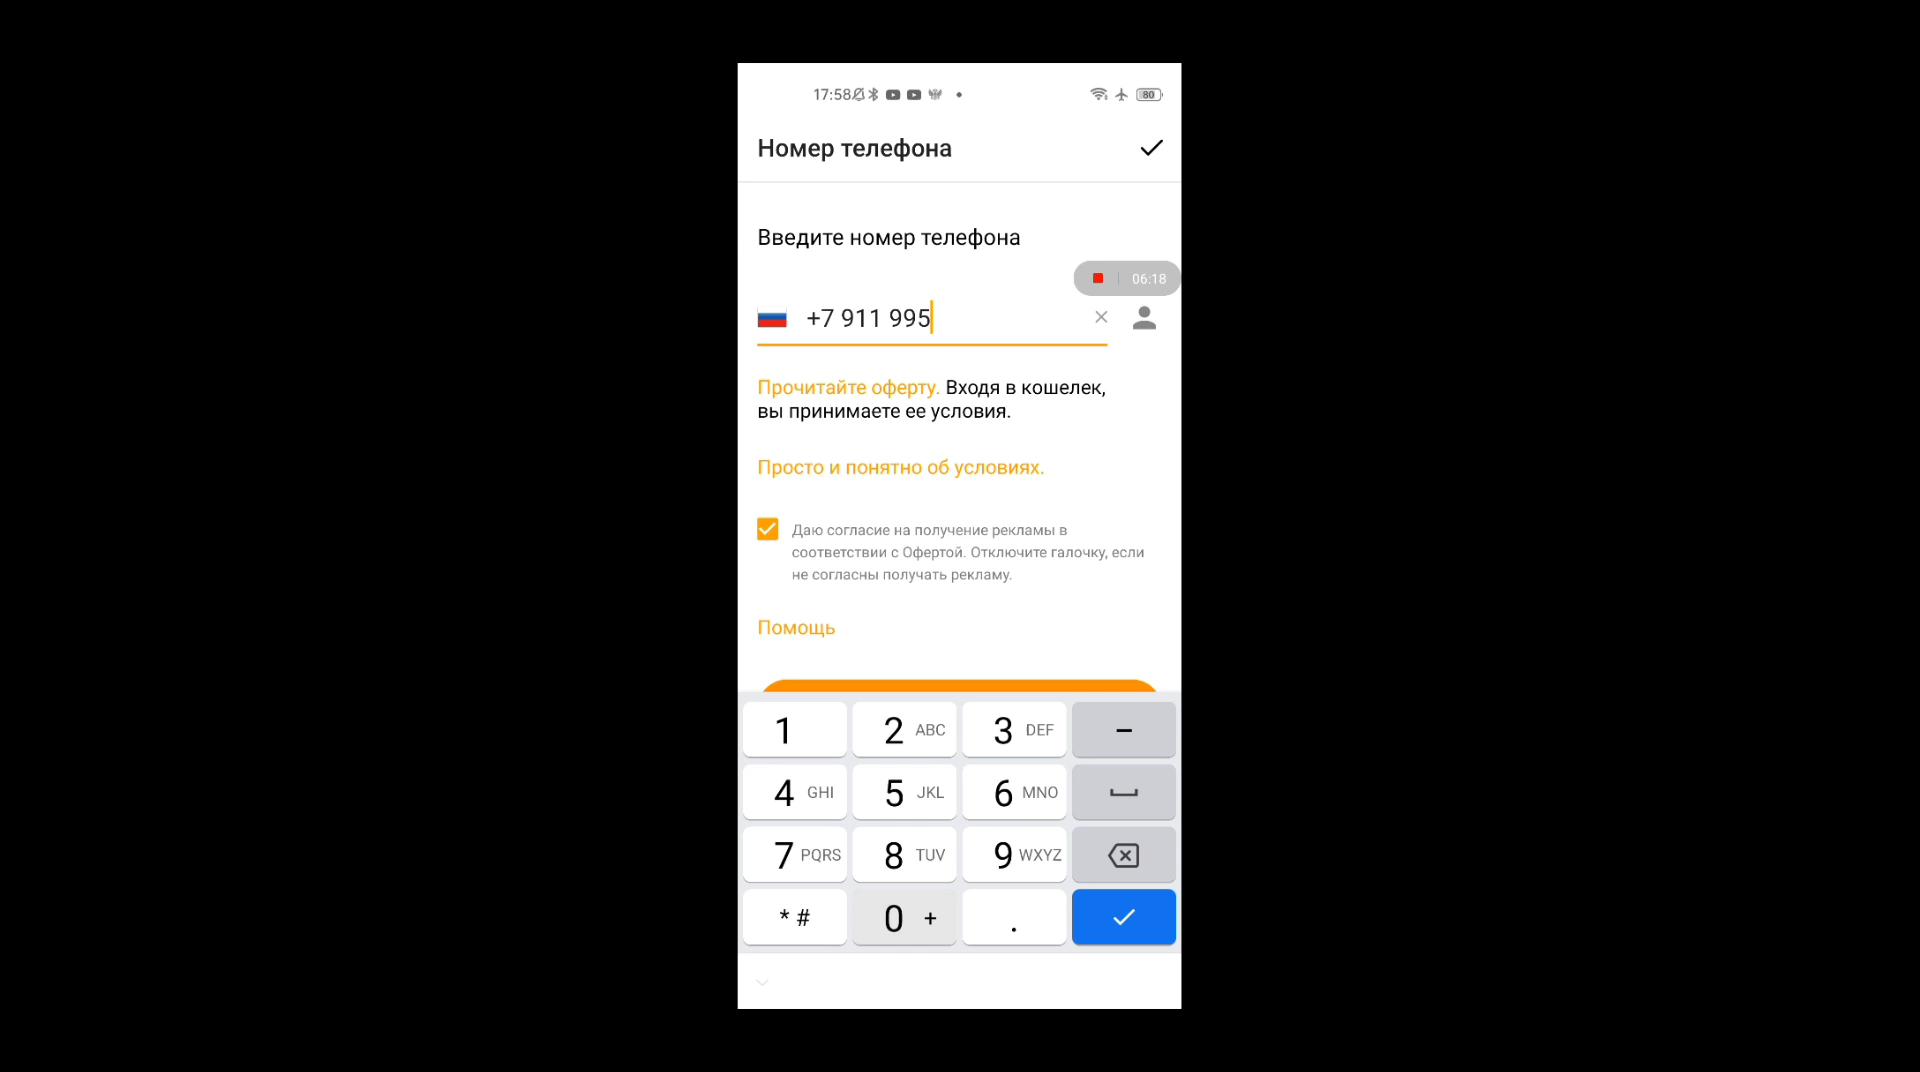 17:58
80
Номер телефона
Введите номер телефона
06:18
+7 911 995
Прочитайте оферту. Входя в кошелек,
вы принимаете ее условия.
Просто и понятно об условиях.
Даю согласие на получение рекламы в
соответствии с Офертой. Отключите галочку, если
не согласны получать рекламу.
Помощь
1 2 ABC 3 DEF –
4 GHI 5 JKL 6 MNO
7 PQRS 8 TUV 9 WXYZ
* # 0 + .